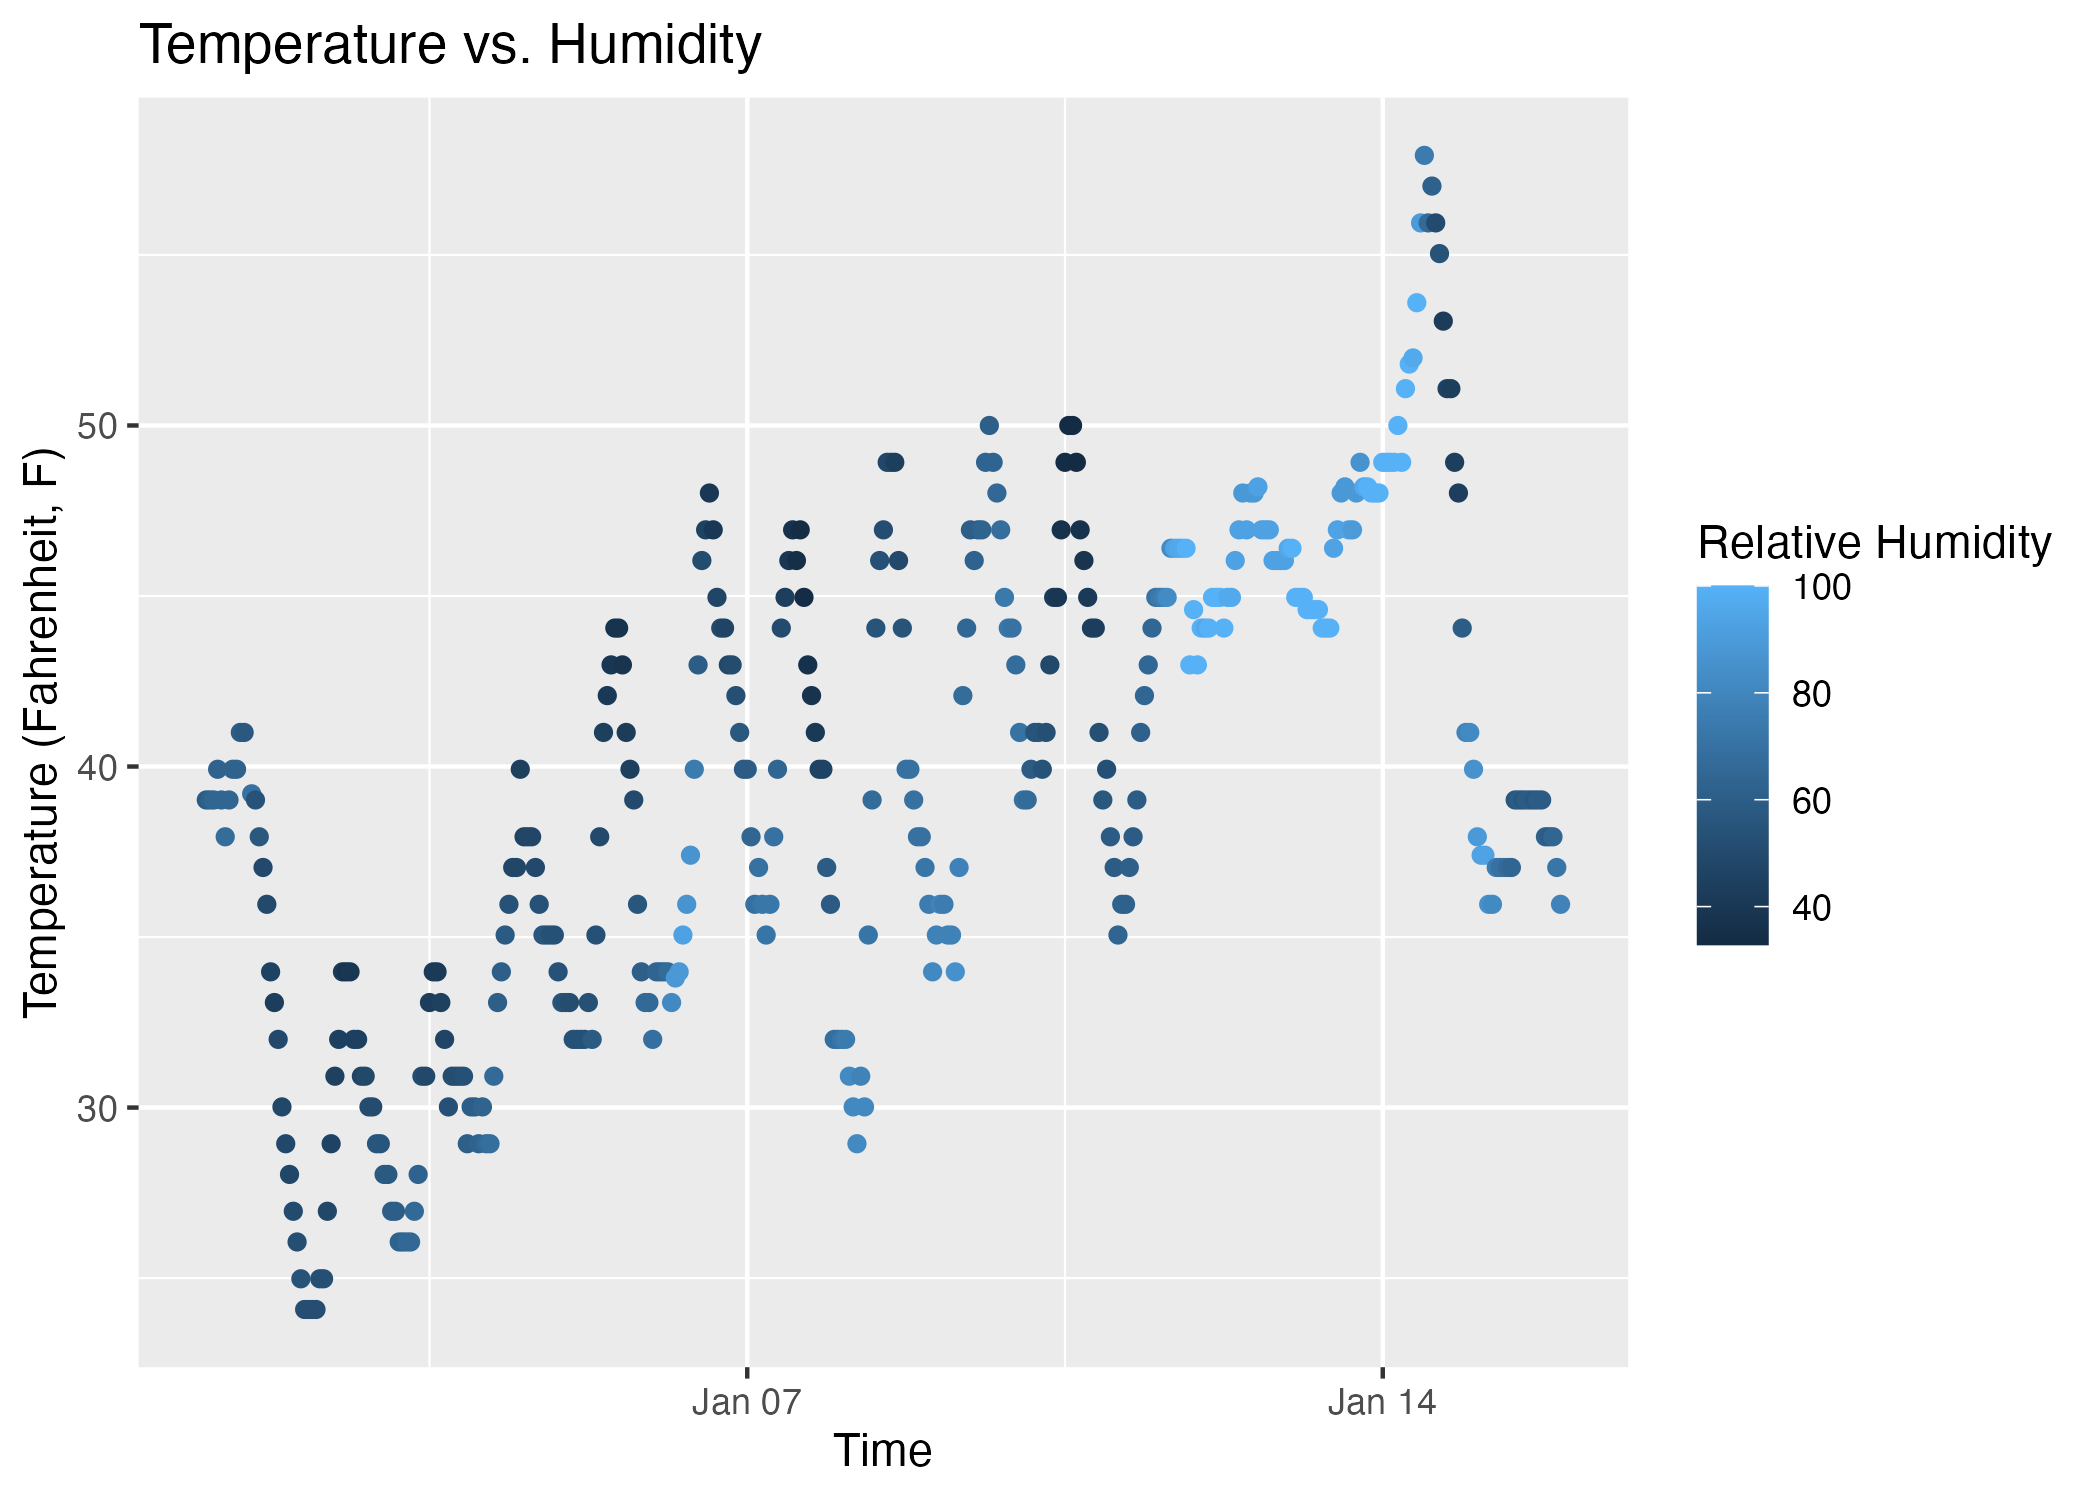 Temperature vs. Humidity
Temperature (Fahrenheit, F)
50
40
30
Jan 07
Jan 14
Time
Relative Humidity
100
80
60
40